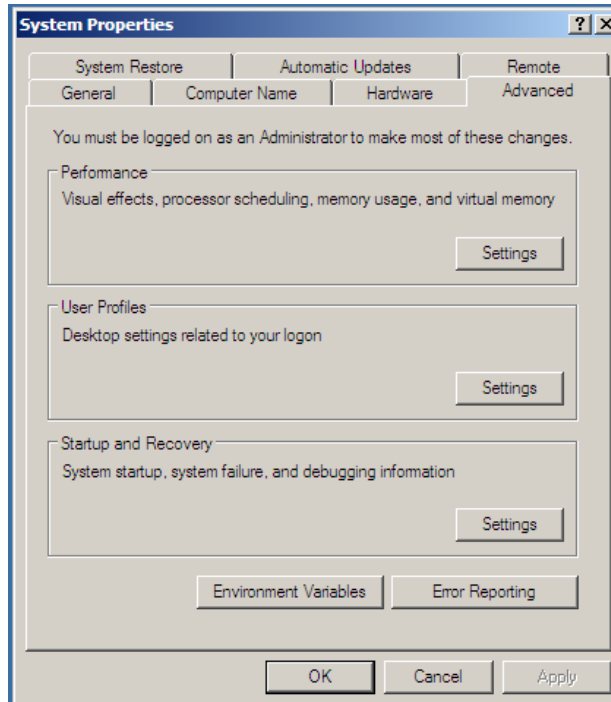 System Properties
System Restore Automatic Updates Remote
General Computer Name Hardware Advanced
You must be logged on as an Administrator to make most of these changes.
Performance
Visual effects, processor scheduling, memory usage, and virtual memory
Settings
User Profiles
Desktop settings related to your logon
Settings
Startup and Recovery
System startup, system failure, and debugging information
Settings
Environment Variables Error Reporting
OK Cancel Apply